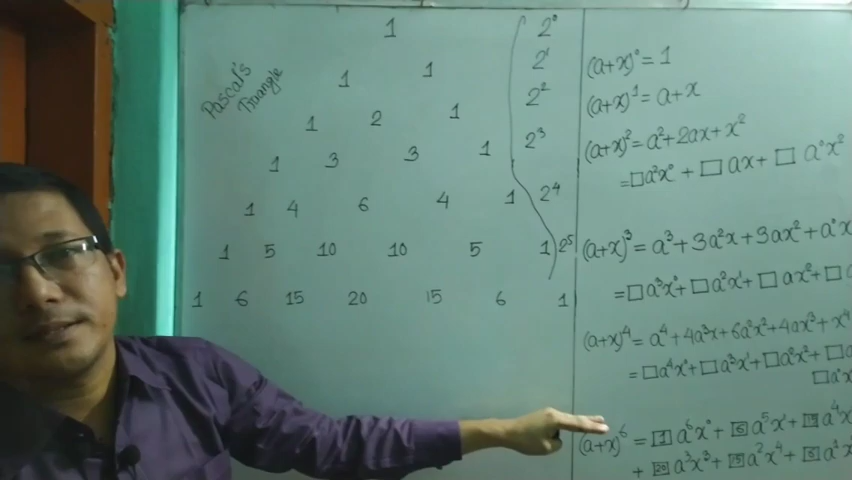 Pascal's
Triangle
1
1 1
1 2 1
1 3 3 1
1 4 6 4 1
1 5 10 10 5 1
1 6 15 20 15 6 1
2⁰
2¹
2²
2³
2⁴
2⁵
(a+x)⁰ = 1
(a+x)¹ = a+x
(a+x)² = a²+2ax+x²
= □a²x⁰ + □ ax + □ a⁰x²
(a+x)³ = a³+3a²x+3ax²+a⁰x
= □a³x⁰+□a²x¹+□ax²+□a
(a+x)⁴ = a⁴+4a³x+6a²x²+4ax³+x⁴
= □a⁴x⁰+□a³x¹+□a²x²+□a
□a⁰x
(a+x)⁶ = 1 a⁶x⁰+ 6 a⁵x¹+ 15 a⁴x
+ 20 a³x³+ 15 a²x⁴+ 6 a¹x